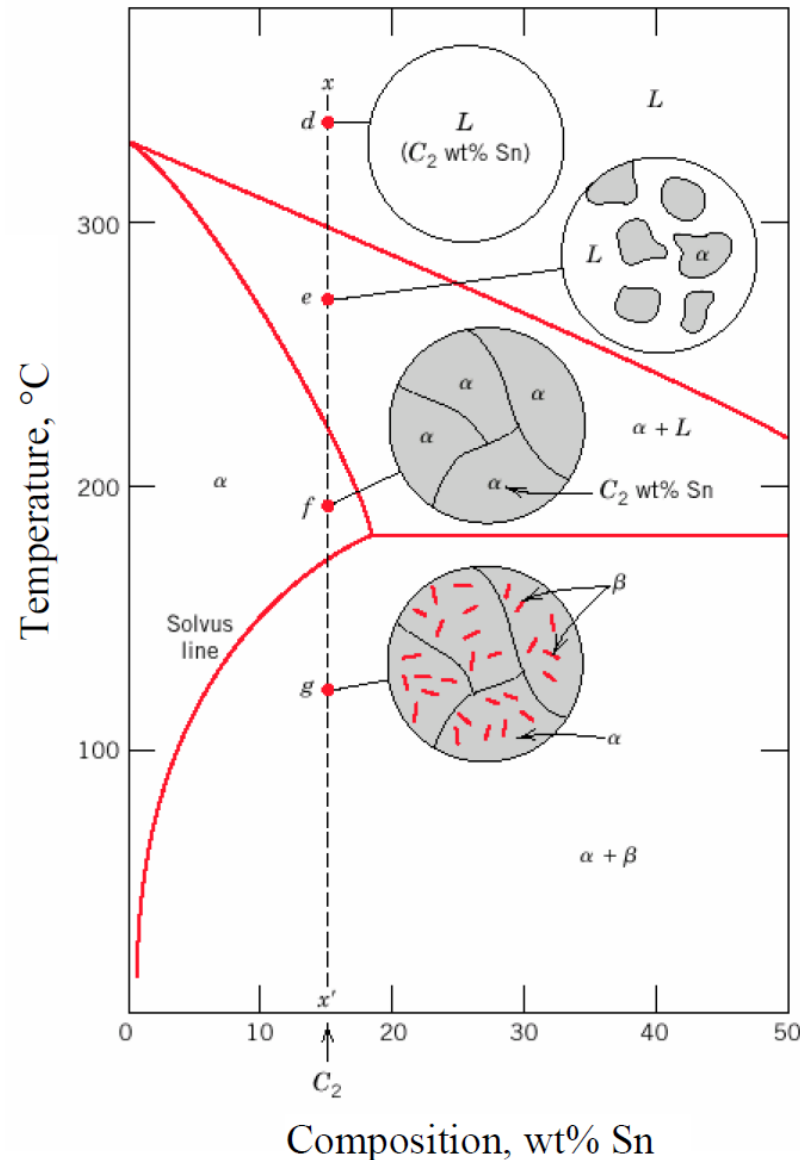 x
d
L
(C₂ wt% Sn)
L
300
L
α
e
α
α
α
α + L
α
200
α
C₂ wt% Sn
f
β
Solvus
line
g
α
100
α + β
x′
0 10 20 30 40 50
C₂
Temperature, °C
Composition, wt% Sn